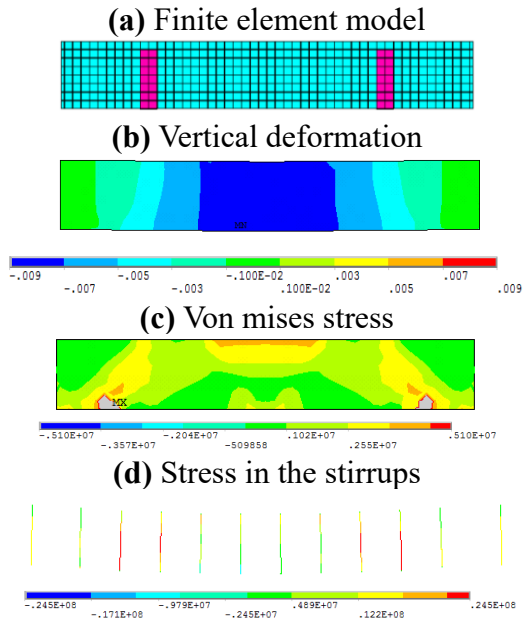 (a) Finite element model
(b) Vertical deformation
-.009 -.005 -.100E-02 .003 .007
-.007 -.003 .100E-02 .005 .009
(c) Von mises stress
MX
-.510E+07 -.204E+07 .102E+07 .510E+07
-.357E+07 -509858 .255E+07
(d) Stress in the stirrups
-.245E+08 -.979E+07 .489E+07 .245E+08
-.171E+08 -.245E+07 .122E+08